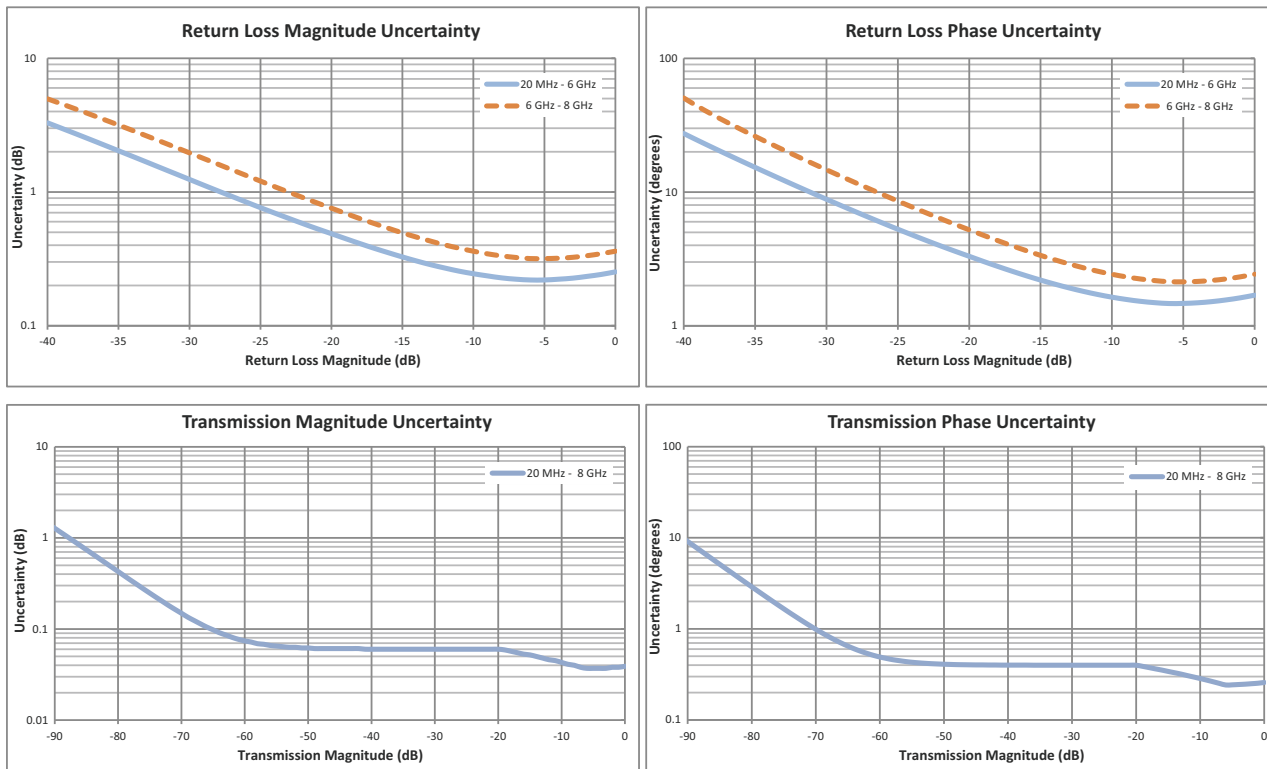 Return Loss Magnitude Uncertainty
10
1
0.1
Uncertainty (dB)
20 MHz - 6 GHz
6 GHz - 8 GHz
-40 -35 -30 -25 -20 -15 -10 -5 0
Return Loss Magnitude (dB)
Return Loss Phase Uncertainty
100
10
1
Uncertainty (degrees)
20 MHz - 6 GHz
6 GHz - 8 GHz
-40 -35 -30 -25 -20 -15 -10 -5 0
Return Loss Magnitude (dB)
Transmission Magnitude Uncertainty
10
1
0.1
0.01
Uncertainty (dB)
20 MHz - 8 GHz
-90 -80 -70 -60 -50 -40 -30 -20 -10 0
Transmission Magnitude (dB)
Transmission Phase Uncertainty
100
10
1
0.1
Uncertainty (degrees)
20 MHz - 8 GHz
-90 -80 -70 -60 -50 -40 -30 -20 -10 0
Transmission Magnitude (dB)